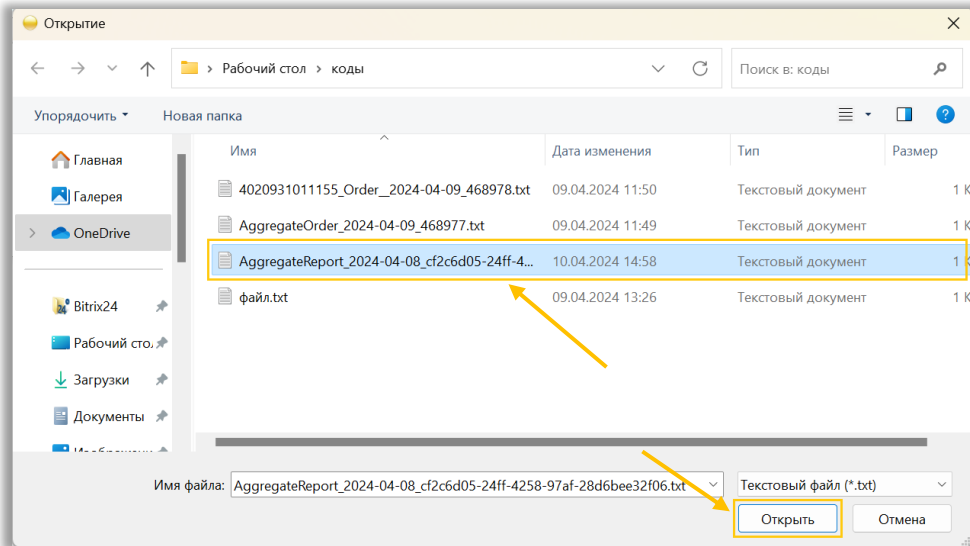 Открытие
Рабочий стол > коды
Поиск в: коды
Упорядочить
Новая папка
Имя
Дата изменения
Тип
Размер
Главная
Галерея
OneDrive
Bitrix24
Рабочий стол
Загрузки
Документы
4020931011155_Order__2024-04-09_468978.txt 09.04.2024 11:50 Текстовый документ 1 К
AggregateOrder_2024-04-09_468977.txt 09.04.2024 11:49 Текстовый документ 1 К
AggregateReport_2024-04-08_cf2c6d05-24ff-4... 10.04.2024 14:58 Текстовый документ 1 К
файл.txt 09.04.2024 13:26 Текстовый документ 1 К
Имя файла: AggregateReport_2024-04-08_cf2c6d05-24ff-4258-97af-28d6bee32f06.txt
Текстовый файл (*.txt)
Открыть
Отмена